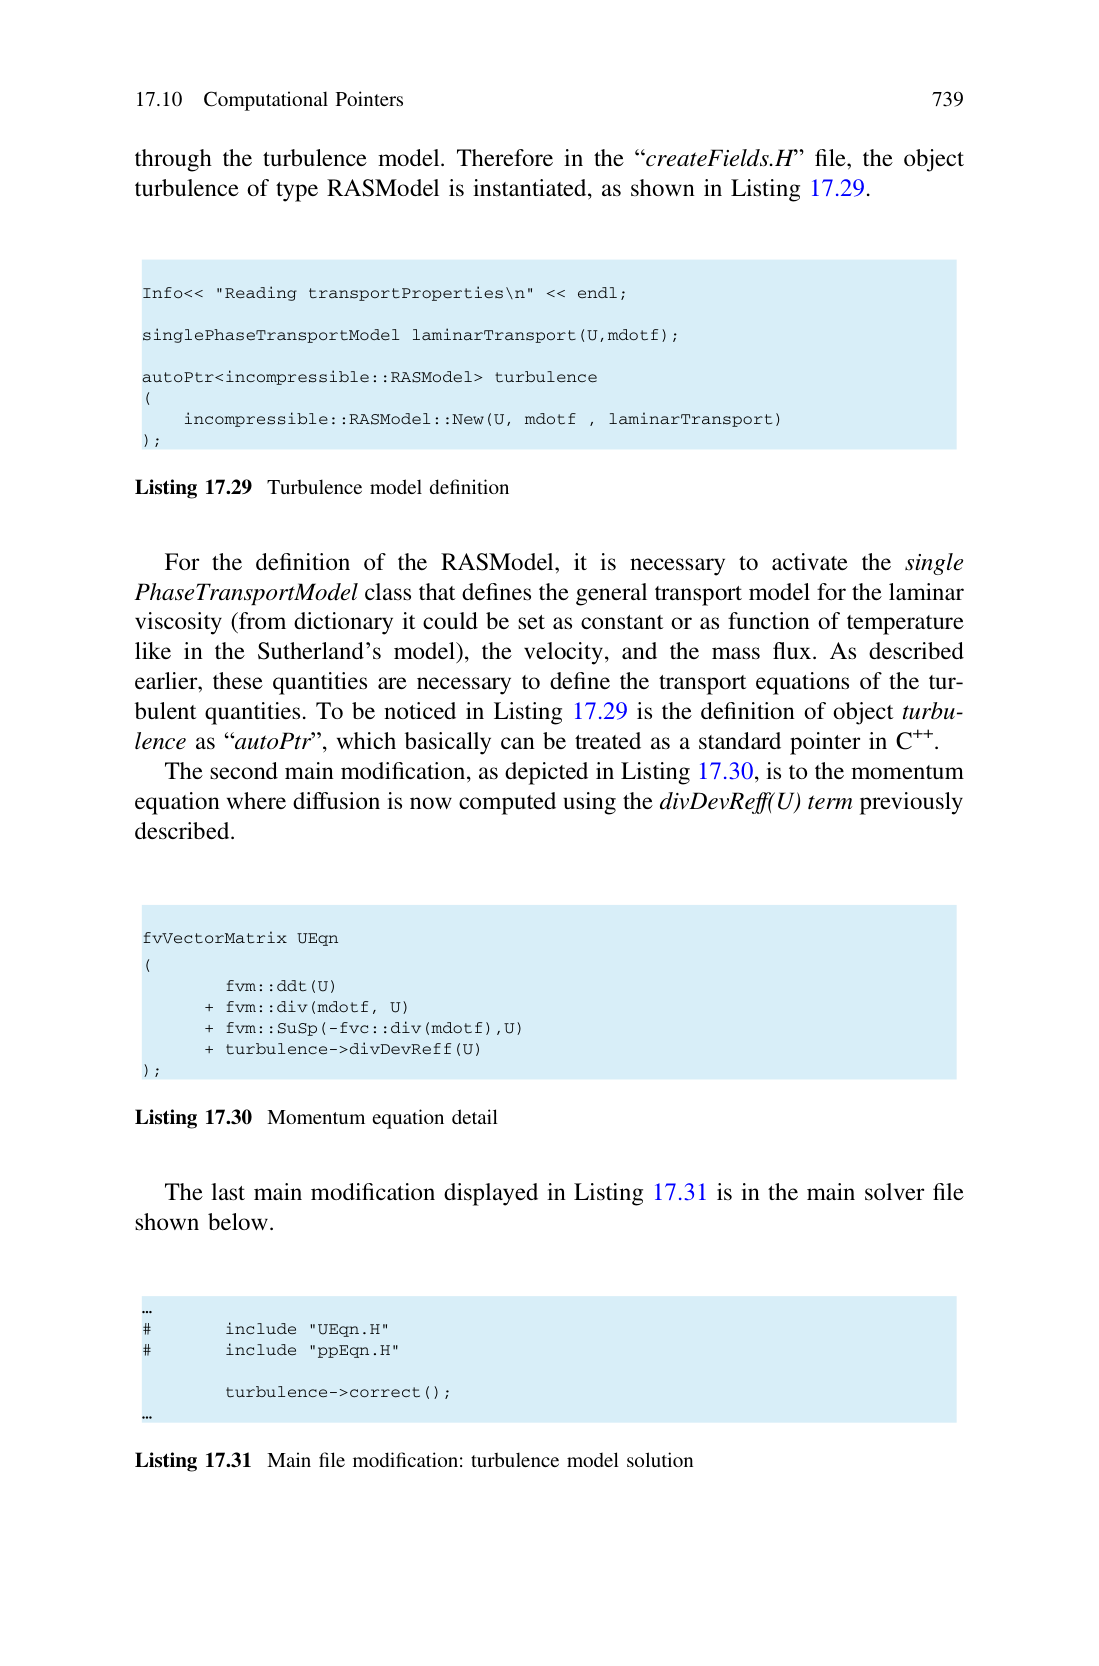 17.10 Computational Pointers 739
through the turbulence model. Therefore in the “createFields.H” file, the object
turbulence of type RASModel is instantiated, as shown in Listing 17.29.
Info<< "Reading transportProperties\n" << endl;
singlePhaseTransportModel laminarTransport(U,mdotf);
autoPtr<incompressible::RASModel> turbulence
(
incompressible::RASModel::New(U, mdotf , laminarTransport)
);
Listing 17.29 Turbulence model definition
For the definition of the RASModel, it is necessary to activate the single
PhaseTransportModel class that defines the general transport model for the laminar
viscosity (from dictionary it could be set as constant or as function of temperature
like in the Sutherland’s model), the velocity, and the mass flux. As described
earlier, these quantities are necessary to define the transport equations of the tur-
bulent quantities. To be noticed in Listing 17.29 is the definition of object turbu-
lence as “autoPtr”, which basically can be treated as a standard pointer in C++.
The second main modification, as depicted in Listing 17.30, is to the momentum
equation where diffusion is now computed using the divDevReff(U) term previously
described.
fvVectorMatrix UEqn
(
fvm::ddt(U)
+ fvm::div(mdotf, U)
+ fvm::SuSp(-fvc::div(mdotf),U)
+ turbulence->divDevReff(U)
);
Listing 17.30 Momentum equation detail
The last main modification displayed in Listing 17.31 is in the main solver file
shown below.
…
# include "UEqn.H"
# include "ppEqn.H"
turbulence->correct();
…
Listing 17.31 Main file modification: turbulence model solution